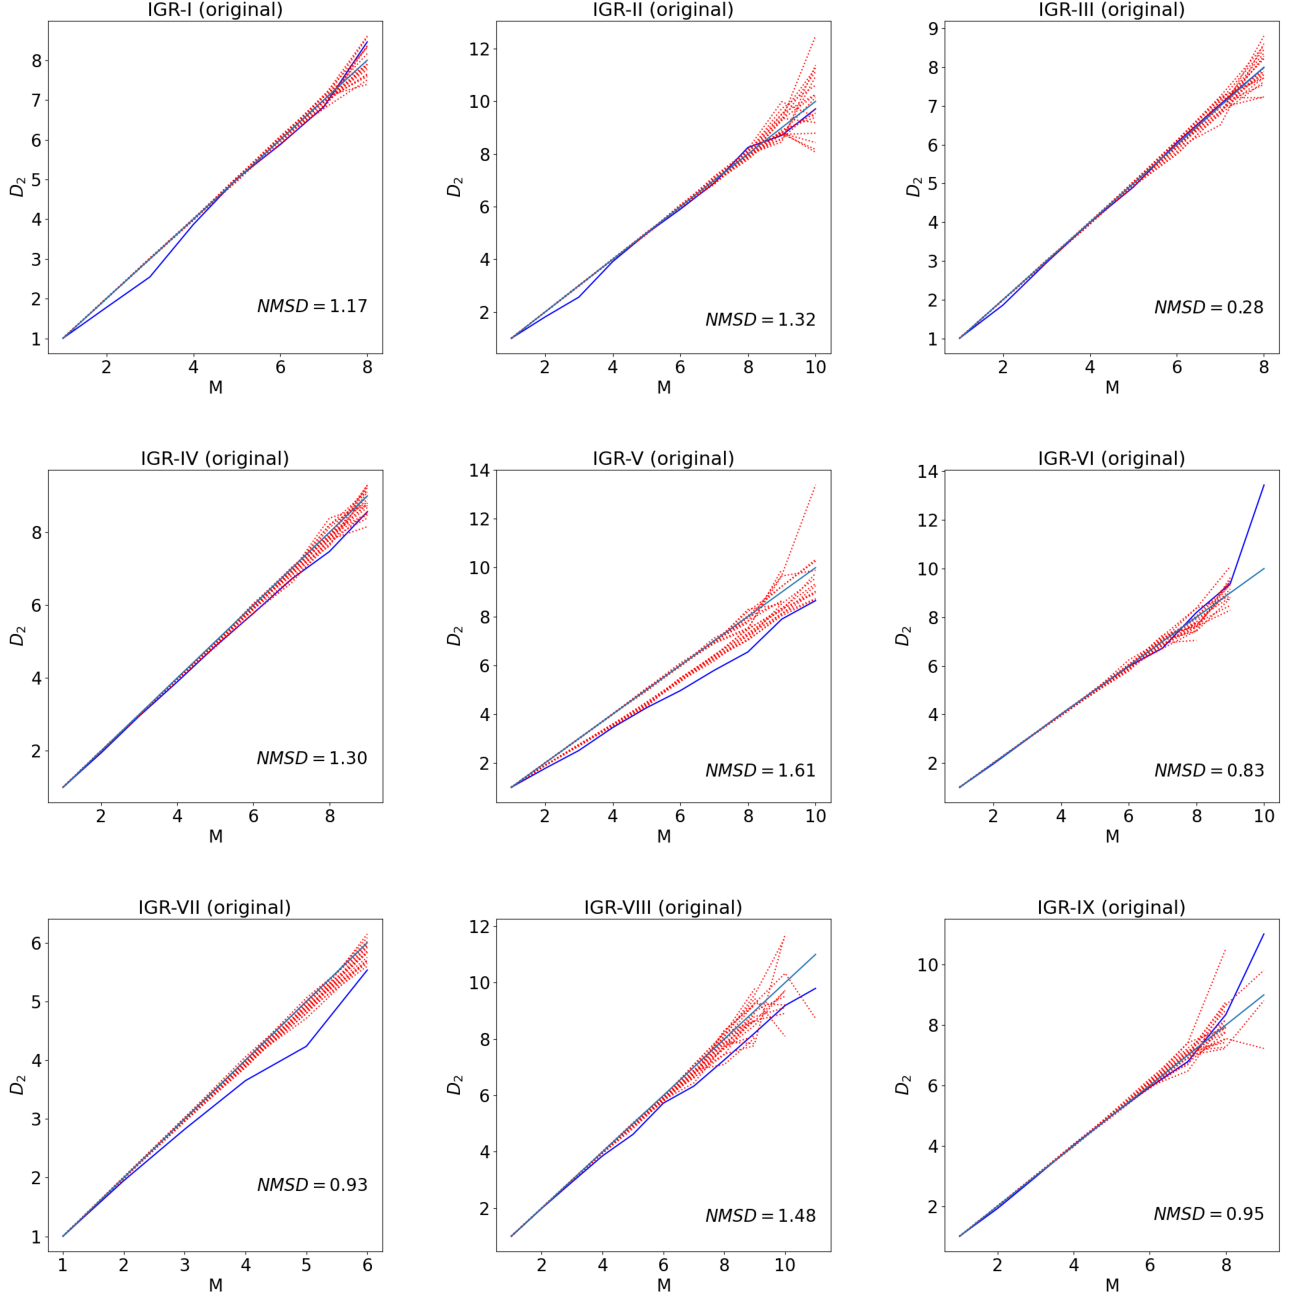 IGR-I (original)
IGR-II (original)
IGR-III (original)
8
7
6
5
4
3
2
1
D₂
NMSD = 1.17
2 4 6 8
M
12
10
8
6
4
2
D₂
NMSD = 1.32
2 4 6 8 10
M
9
8
7
6
5
4
3
2
1
D₂
NMSD = 0.28
2 4 6 8
M
IGR-IV (original)
IGR-V (original)
IGR-VI (original)
8
6
4
2
D₂
NMSD = 1.30
2 4 6 8
M
14
12
10
8
6
4
2
D₂
NMSD = 1.61
2 4 6 8 10
M
14
12
10
8
6
4
2
D₂
NMSD = 0.83
2 4 6 8 10
M
IGR-VII (original)
IGR-VIII (original)
IGR-IX (original)
6
5
4
3
2
1
D₂
NMSD = 0.93
1 2 3 4 5 6
M
12
10
8
6
4
2
D₂
NMSD = 1.48
2 4 6 8 10
M
10
8
6
4
2
D₂
NMSD = 0.95
2 4 6 8
M